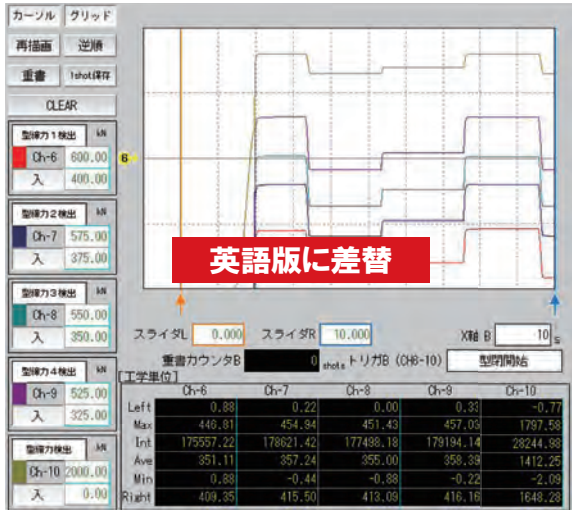 カーソル グリッド
再描画 逆順
重書 1shot保存
CLEAR
型締力1検出 kN
Ch-6 600.00
入 400.00
型締力2検出 kN
Ch-7 575.00
入 375.00
型締力3検出 kN
Ch-8 550.00
入 350.00
型締力4検出 kN
Ch-9 525.00
入 325.00
型締力検出 kN
Ch-10 2000.00
入 0.00
6
英語版に差替
スライダL 0.000 スライダR 10.000 X軸 B 10 s
重書カウンタB 0 shots トリガB (CH8-10) 型閉開始
[工学単位]
Ch-6 Ch-7 Ch-8 Ch-9 Ch-10
Left 0.88 0.22 0.00 0.33 -0.77
Max 446.81 454.94 451.43 457.03 1797.58
Int 175557.22 178621.42 177498.18 179194.14 28244.98
Ave 351.11 357.24 355.00 358.39 1412.25
Min 0.88 -0.44 -0.88 -0.22 -2.09
Right 409.35 415.50 413.09 416.16 1648.28